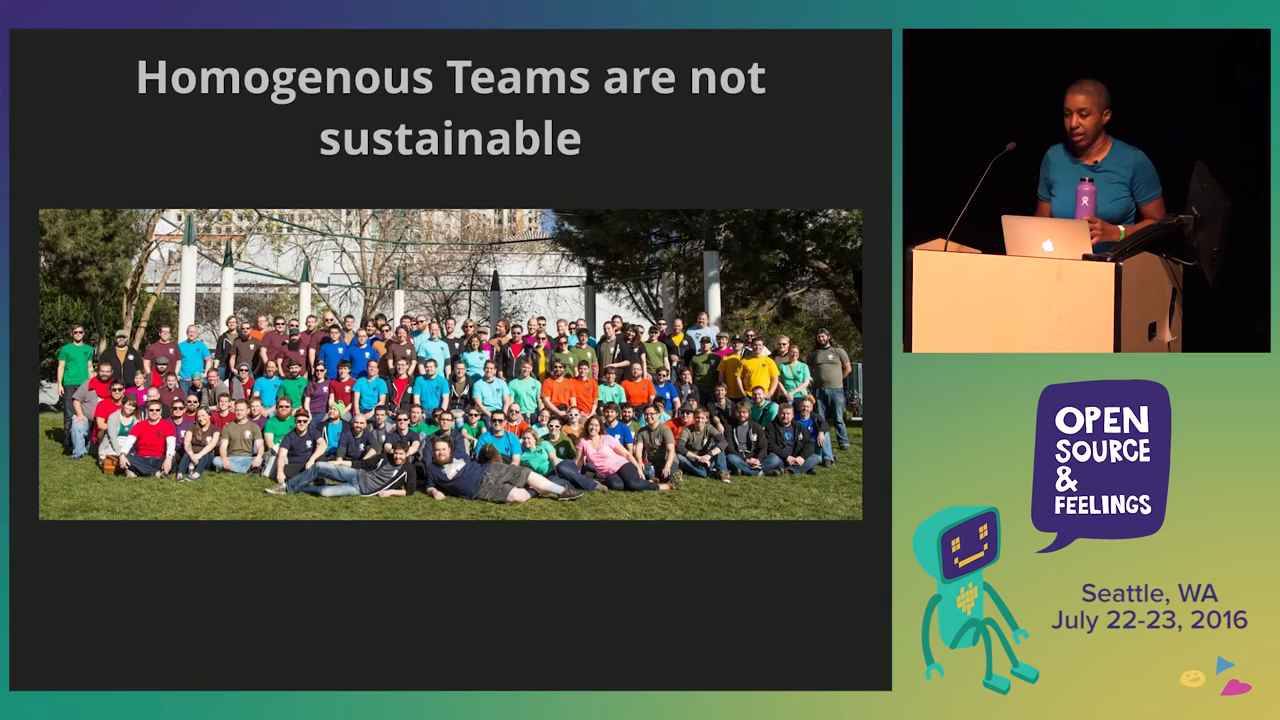 Homogenous Teams are not
sustainable
OPEN
SOURCE
&
FEELINGS
Seattle, WA
July 22-23, 2016